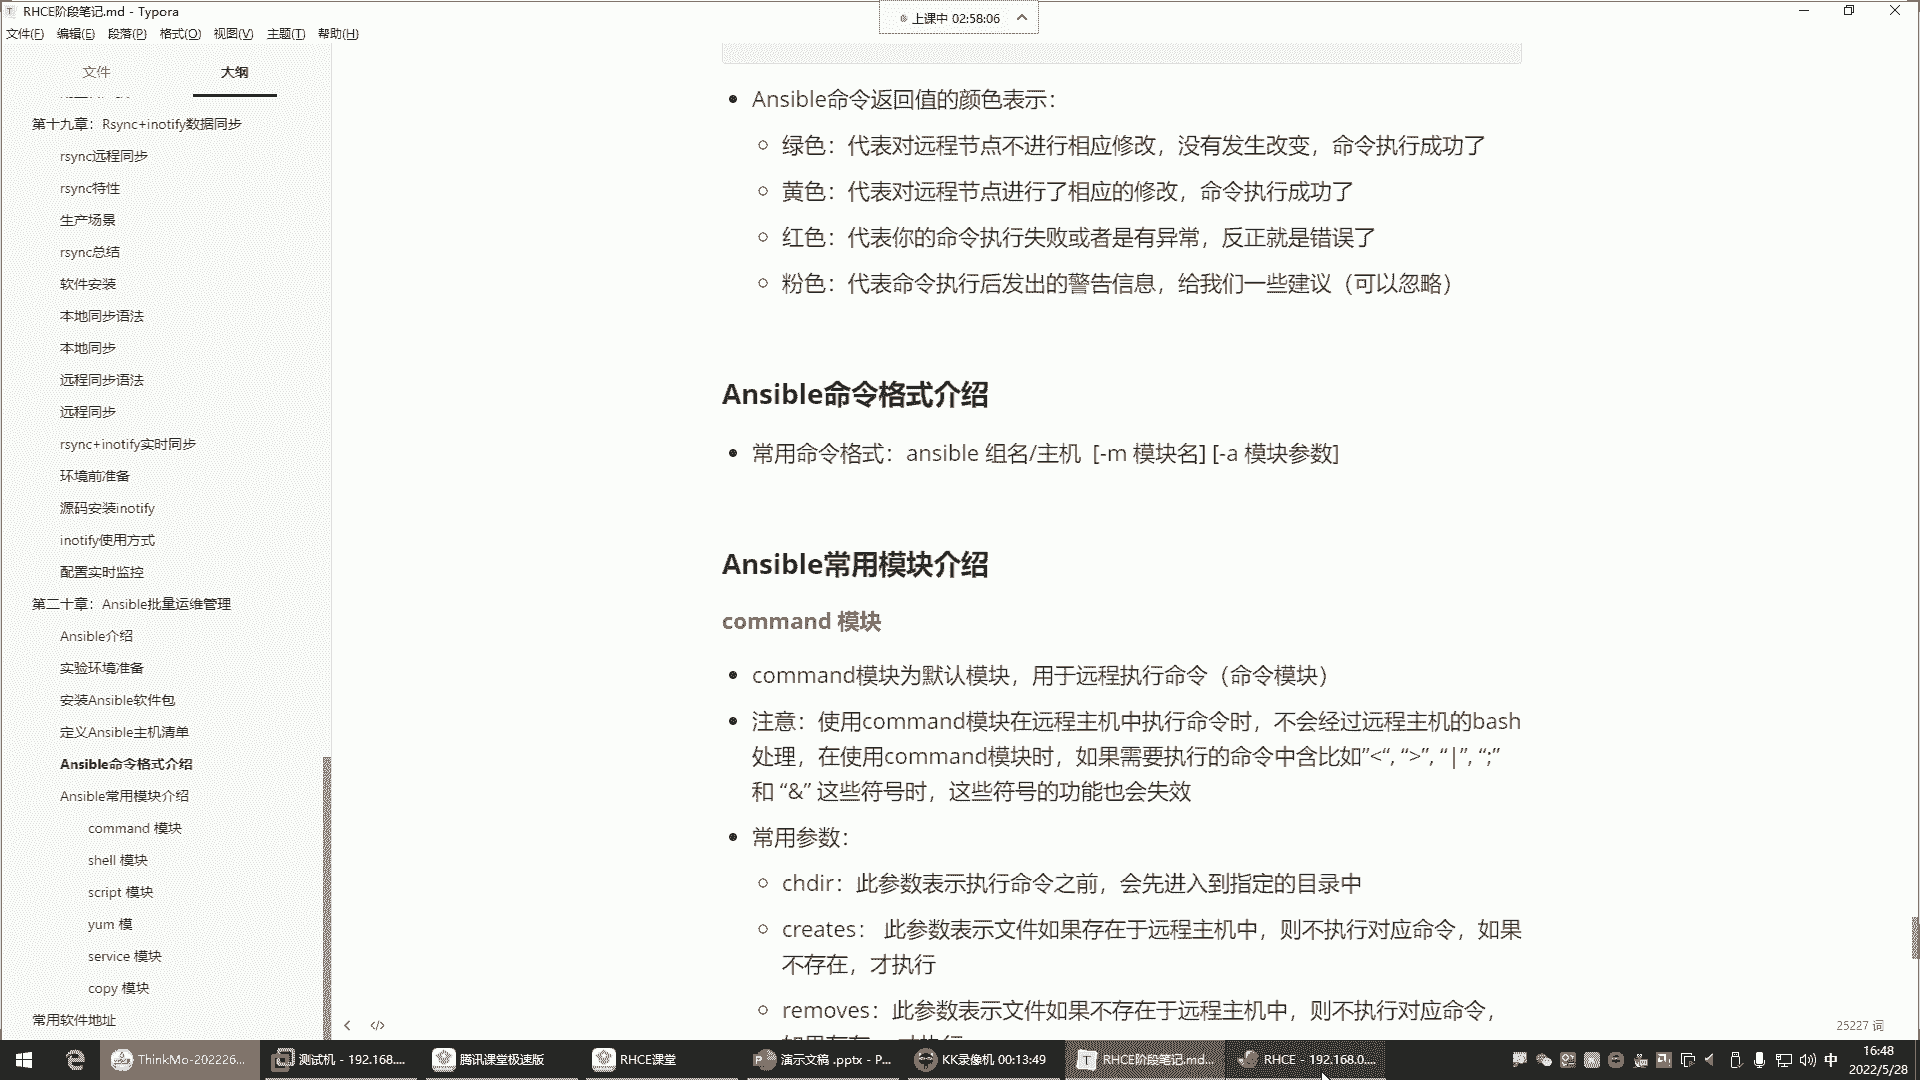 RHCE阶段笔记.md - Typora
上课中 02:58:06
文件(F) 编辑(E) 段落(P) 格式(O) 视图(V) 主题(T) 帮助(H)
文件 大纲
第十九章：Rsync+inotify数据同步
rsync远程同步
rsync特性
生产场景
rsync总结
软件安装
本地同步语法
本地同步
远程同步语法
远程同步
rsync+inotify实时同步
环境前准备
源码安装inotify
inotify使用方式
配置实时监控
第二十章：Ansible批量运维管理
Ansible介绍
实验环境准备
安装Ansible软件包
定义Ansible主机清单
Ansible命令格式介绍
Ansible常用模块介绍
command 模块
shell 模块
script 模块
yum 模
service 模块
copy 模块
常用软件地址
Ansible命令返回值的颜色表示：
绿色：代表对远程节点不进行相应修改，没有发生改变，命令执行成功了
黄色：代表对远程节点进行了相应的修改，命令执行成功了
红色：代表你的命令执行失败或者是有异常，反正就是错误了
粉色：代表命令执行后发出的警告信息，给我们一些建议（可以忽略）
Ansible命令格式介绍
常用命令格式：ansible 组名/主机 [-m 模块名] [-a 模块参数]
Ansible常用模块介绍
command 模块
command模块为默认模块，用于远程执行命令（命令模块）
注意：使用command模块在远程主机中执行命令时，不会经过远程主机的bash
处理，在使用command模块时，如果需要执行的命令中含比如”<“, “>”, “|”, “;”
和 “&” 这些符号时，这些符号的功能也会失效
常用参数：
chdir：此参数表示执行命令之前，会先进入到指定的目录中
creates： 此参数表示文件如果存在于远程主机中，则不执行对应命令，如果
不存在，才执行
removes：此参数表示文件如果不存在于远程主机中，则不执行对应命令，
25227 词
ThinkMo-202226... 测试机 - 192.168.... 腾讯课堂极速版 RHCE课堂 演示文稿 .pptx - P... KK录像机 00:13:49 RHCE阶段笔记.md... RHCE - 192.168.0.... 中 16:48
2022/5/28